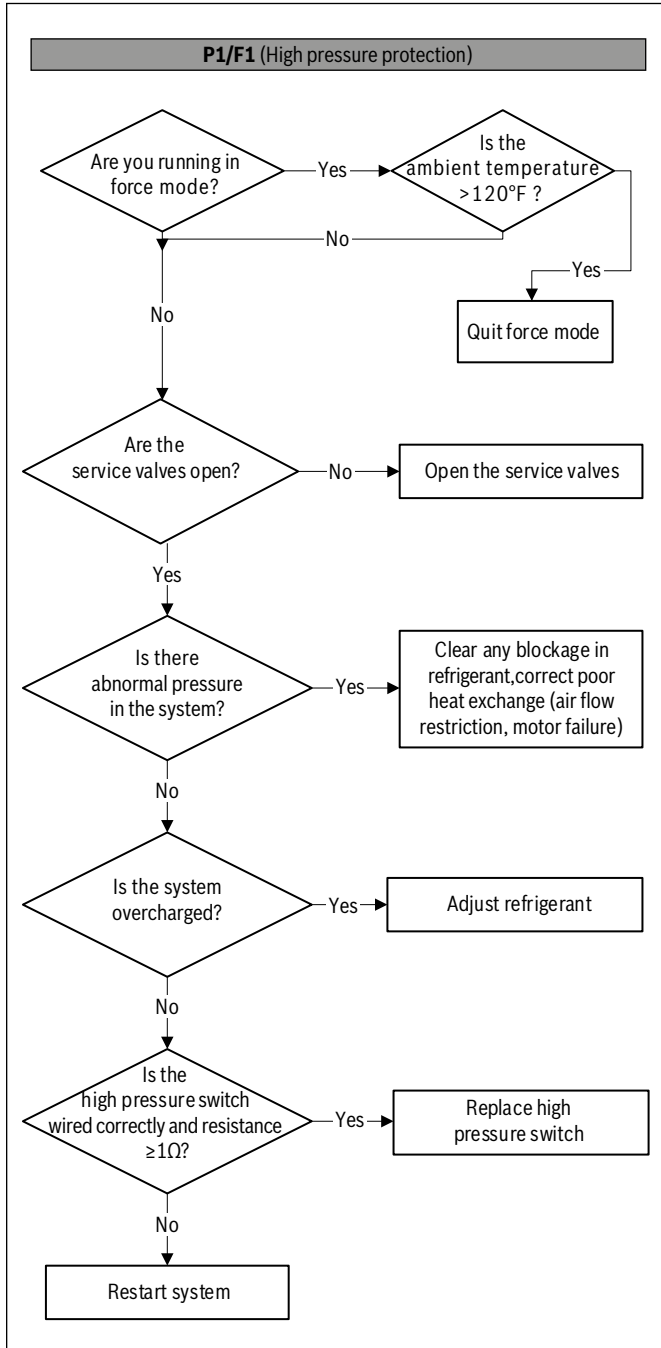 P1/F1 (High pressure protection)
Are you running in
force mode?
Yes
Is the
ambient temperature
>120°F ?
No
Yes
Quit force mode
No
Are the
service valves open?
No
Open the service valves
Yes
Is there
abnormal pressure
in the system?
Yes
Clear any blockage in
refrigerant,correct poor
heat exchange (air flow
restriction, motor failure)
No
Is the system
overcharged?
Yes
Adjust refrigerant
No
Is the
high pressure switch
wired correctly and resistance
≥1Ω?
Yes
Replace high
pressure switch
No
Restart system